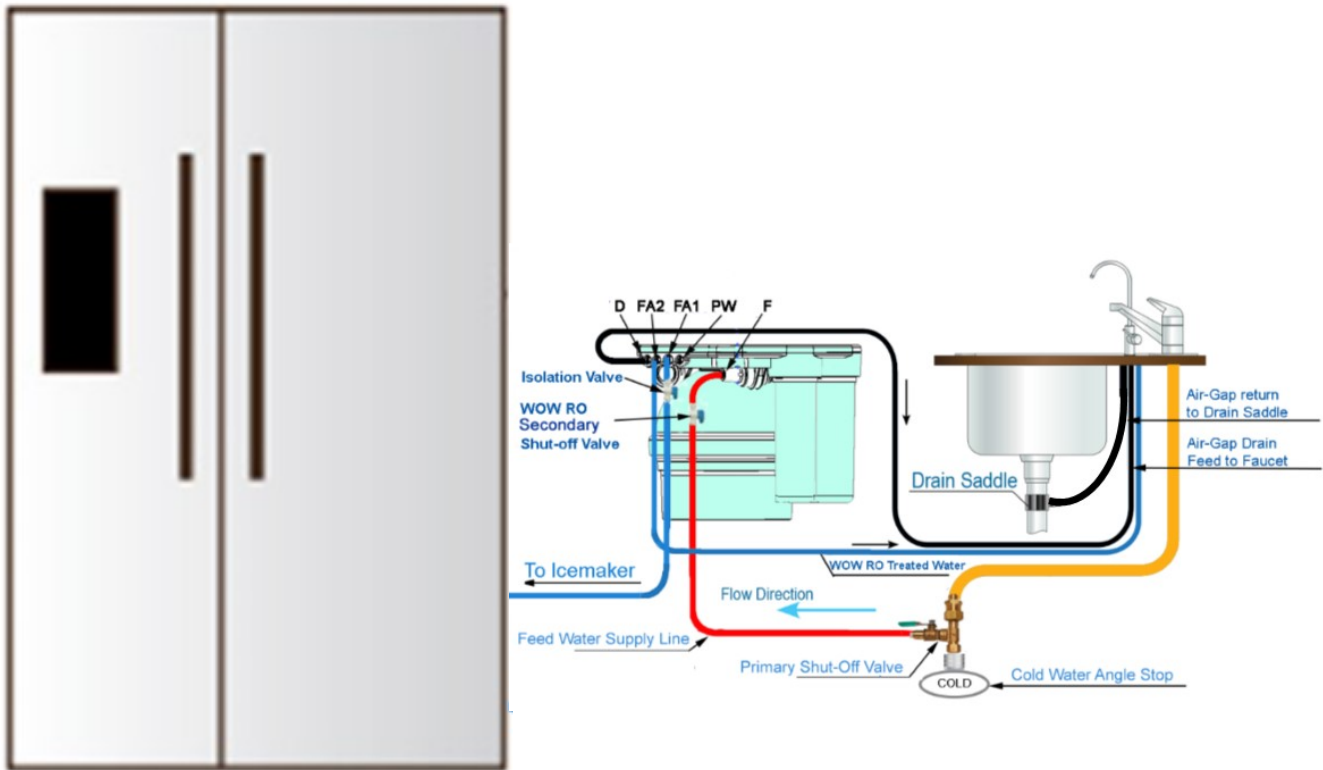 D FA2 FA1 PW F
Isolation Valve
WOW RO
Secondary
Shut-off Valve
Air-Gap return
to Drain Saddle
Air-Gap Drain
Feed to Faucet
Drain Saddle
WOW RO Treated Water
To Icemaker
Flow Direction
Feed Water Supply Line
Primary Shut-Off Valve
COLD
Cold Water Angle Stop